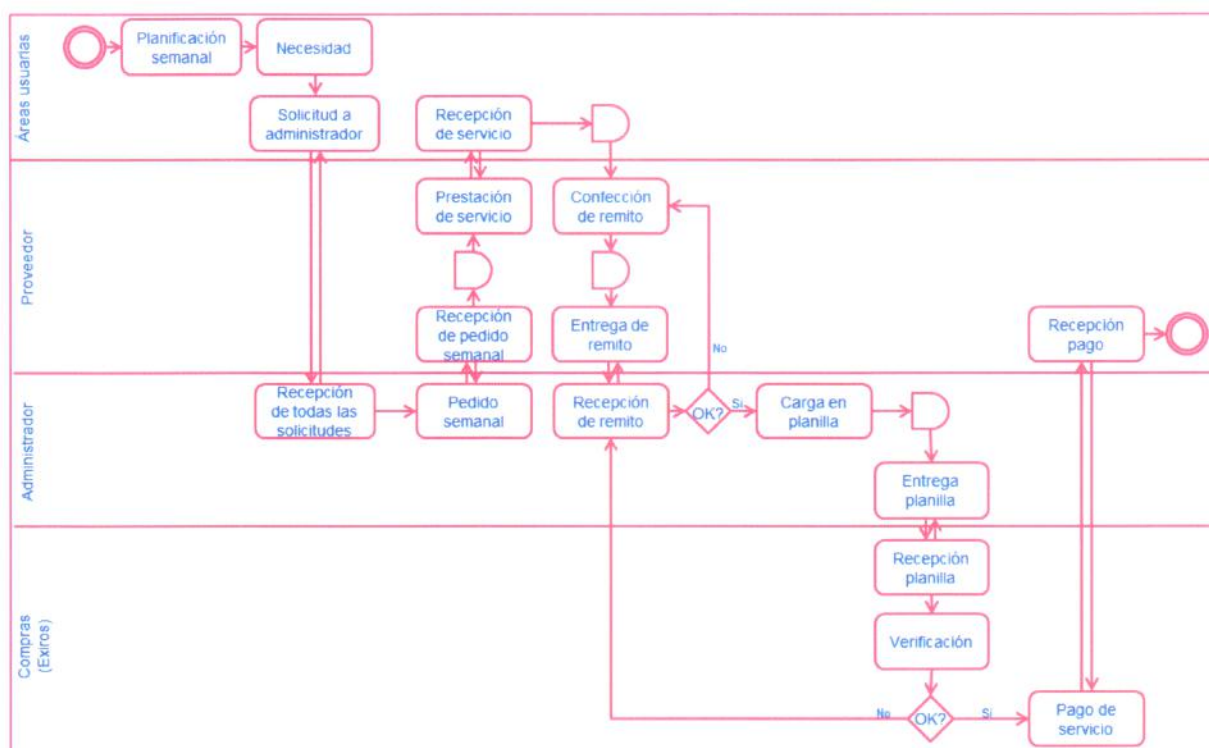 Áreas usuarias
Planificación
semanal
Necesidad
Solicitud a
administrador
Recepción
de servicio
Proveedor
Prestación
de servicio
Confección
de remito
Recepción
de pedido
semanal
Entrega de
remito
No
Recepción
pago
Administrador
Recepción
de todas las
solicitudes
Pedido
semanal
Recepción
de remito
OK?
Si
Carga en
planilla
Entrega
planilla
Compras
(Exiros)
Recepción
planilla
Verificación
No
OK?
Si
Pago de
servicio